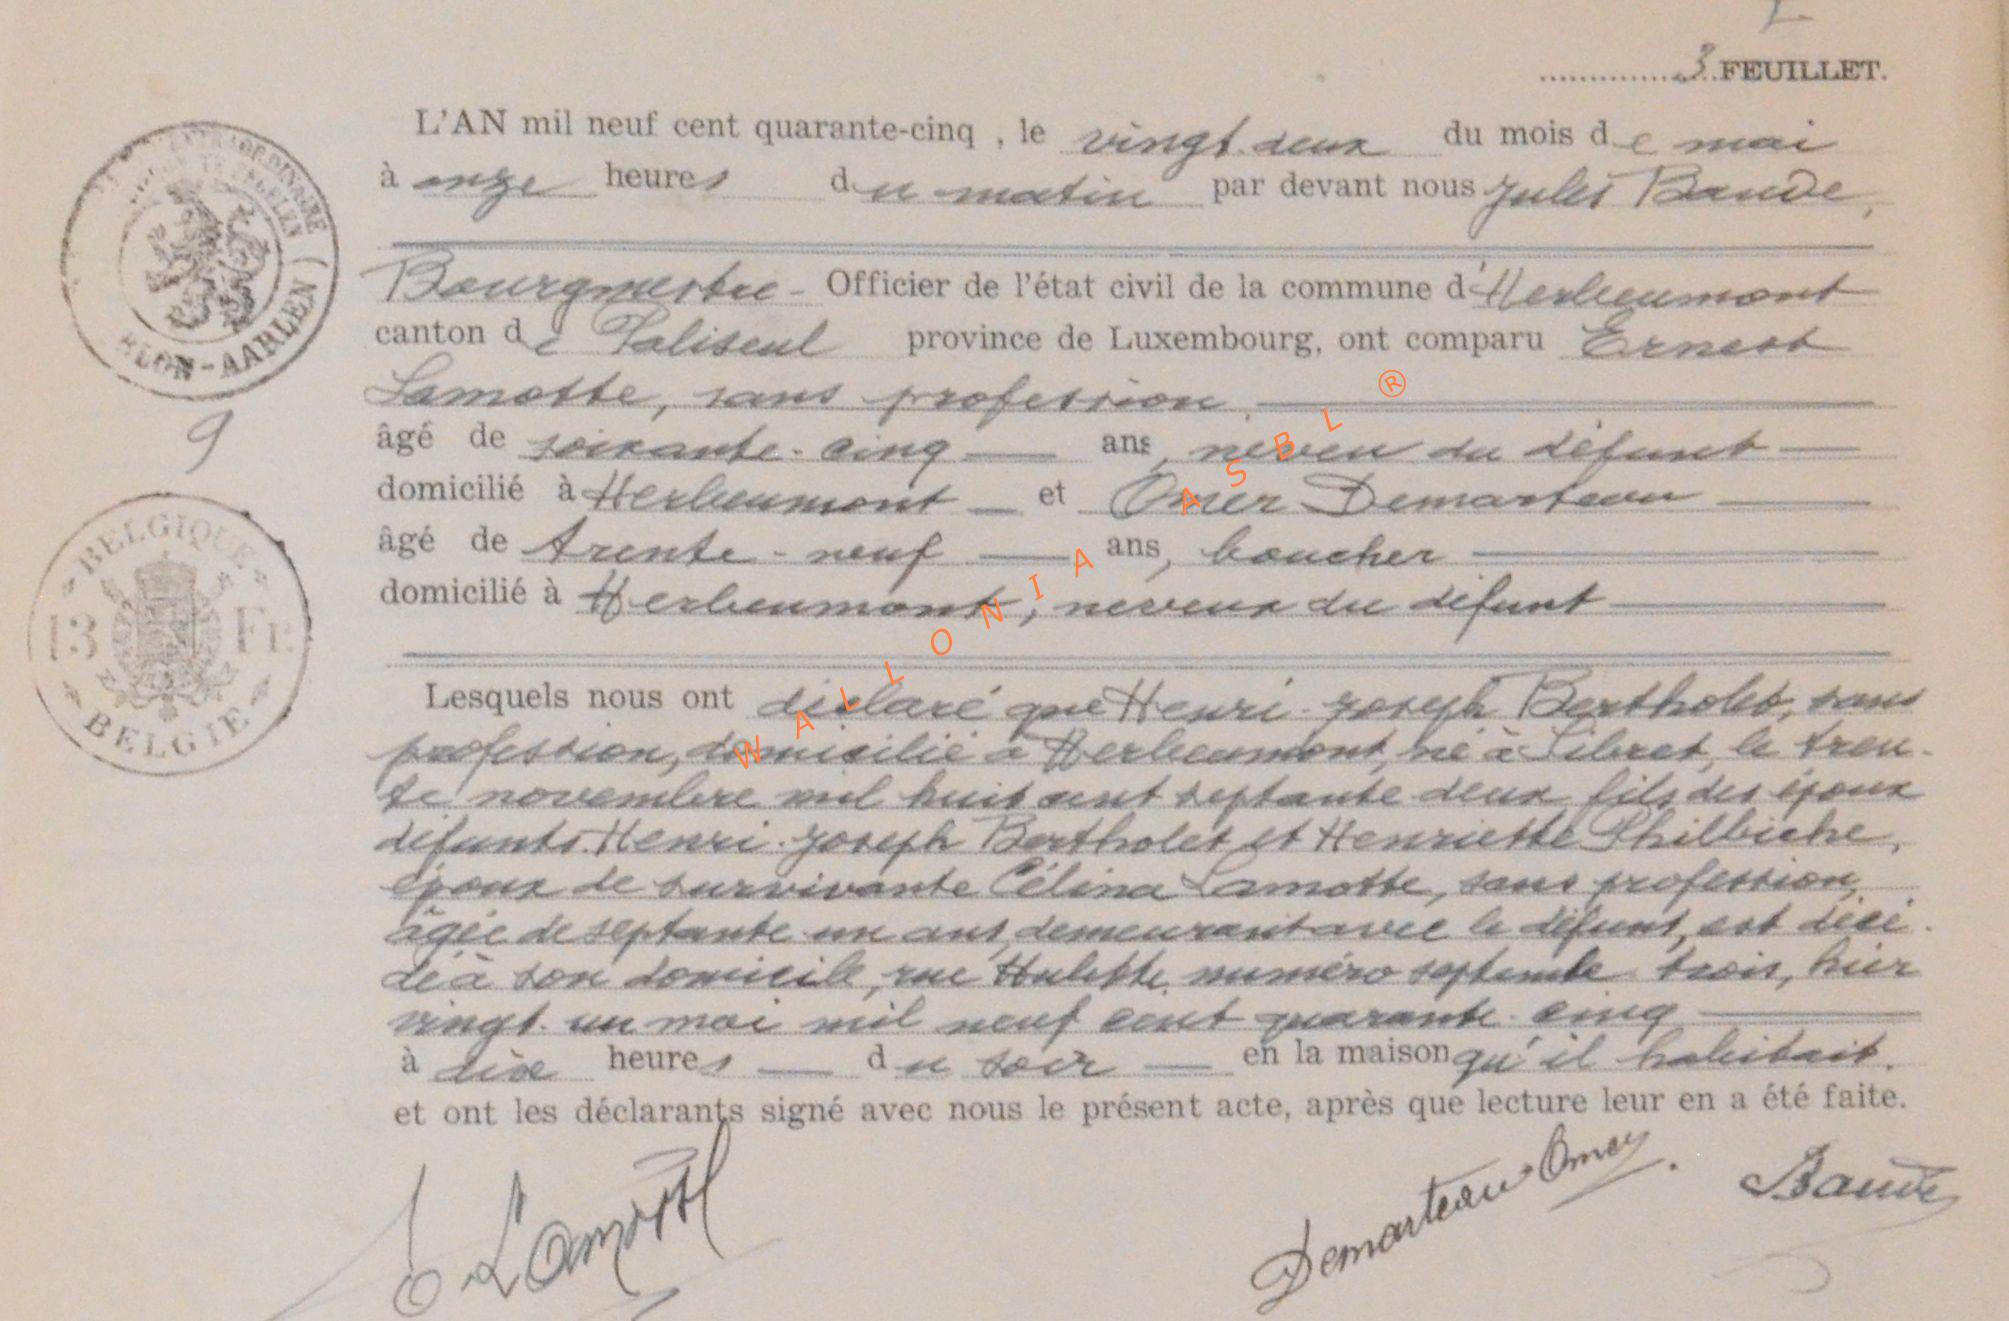 3 FEUILLET.
L'AN mil neuf cent quarante-cinq , le vingt-deux du mois de mai
à onze heures du matin par devant nous Jules Baude,
Bourgmestre - Officier de l'état civil de la commune d'Herbeumont
canton de Paliseul province de Luxembourg, ont comparu Ernest
Lamotte, sans profession
âgé de soixante-cinq ans, neveu du défunt
domicilié à Herbeumont et Omer Demarteau
âgé de trente-neuf ans, boucher
domicilié à Herbeumont, neveux du défunt
Lesquels nous ont déclaré que Henri-Joseph Bertholet, sans
profession, domicilié à Herbeumont, né à Sibret, le tren-
te novembre mil huit cent septante-deux fils des époux
défunts Henri-Joseph Bertholet et Henriette Philbiche,
époux de survivante Célina Lamotte, sans profession,
âgée de septante un ans, demeurant avec le défunt, est décé-
dé à son domicile, rue Hulette, numéro septante trois, hier
vingt-un mai mil neuf cent quarante-cinq
à dix heures du soir en la maison qu'il habitait.
et ont les déclarants signé avec nous le présent acte, après que lecture leur en a été faite.
E. Lamotte
Demarteau Omer.
Baude
EXTRAORDINAIRE
ARLON-AARLEN
9
BELGIQUE
13 Fr.
BELGIE
WALLONIA ASBL ®